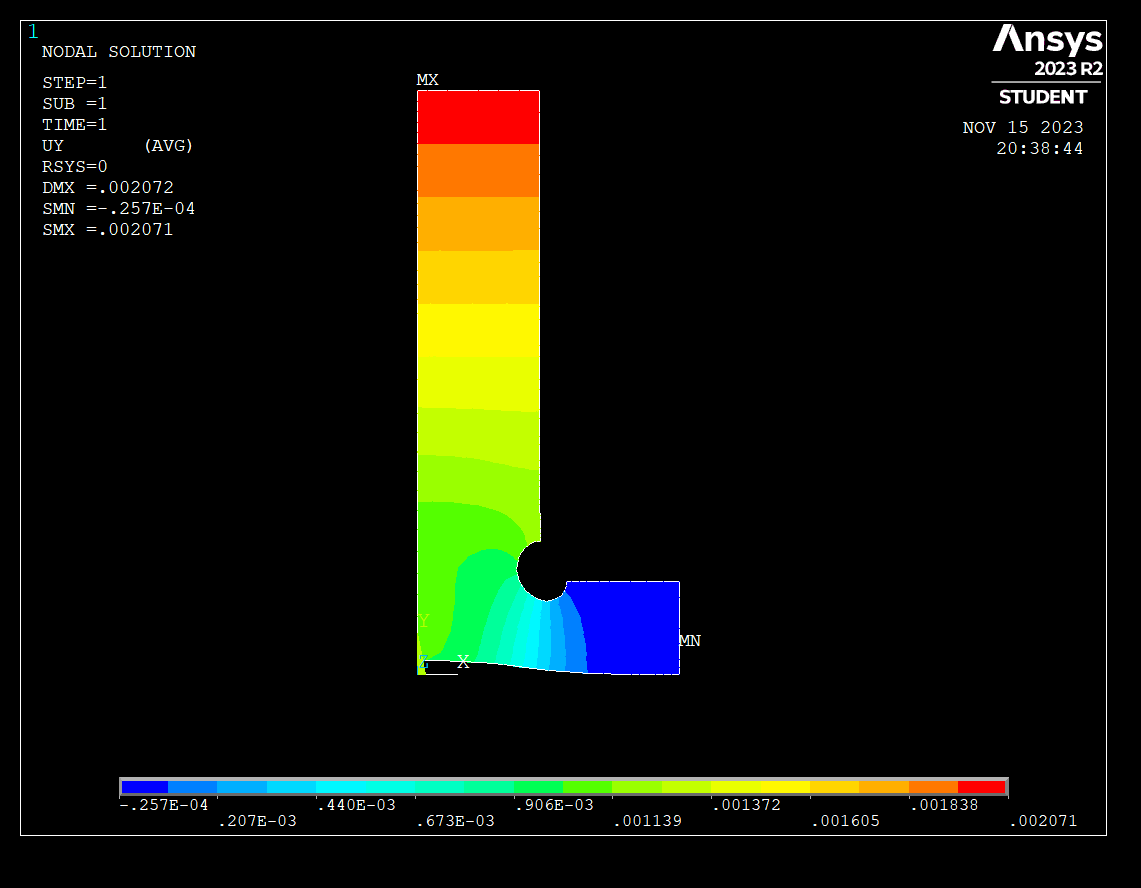 1
NODAL SOLUTION
STEP=1
SUB =1
TIME=1
UY (AVG)
RSYS=0
DMX =.002072
SMN =-.257E-04
SMX =.002071
Ansys
2023 R2
STUDENT
NOV 15 2023
20:38:44
MX
Y
Z X
MN
-.257E-04 .440E-03 .906E-03 .001372 .001838
.207E-03 .673E-03 .001139 .001605 .002071